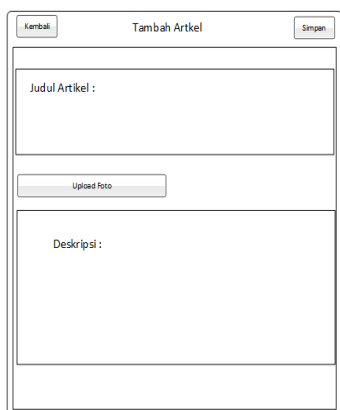 Kembali
Tambah Artkel
Simpan
Judul Artikel :
Upload Foto
Deskripsi :